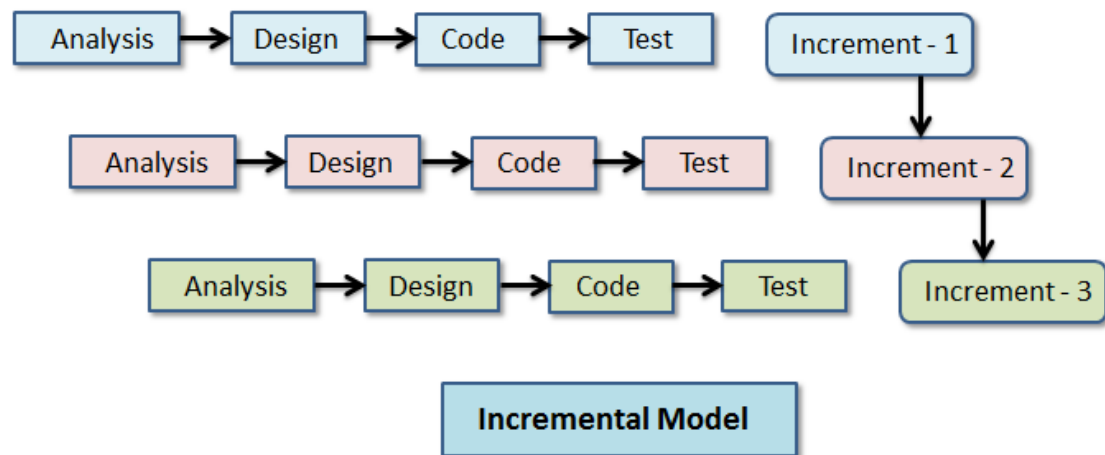 Analysis Design Code Test Increment - 1
Analysis Design Code Test Increment - 2
Analysis Design Code Test Increment - 3
Incremental Model